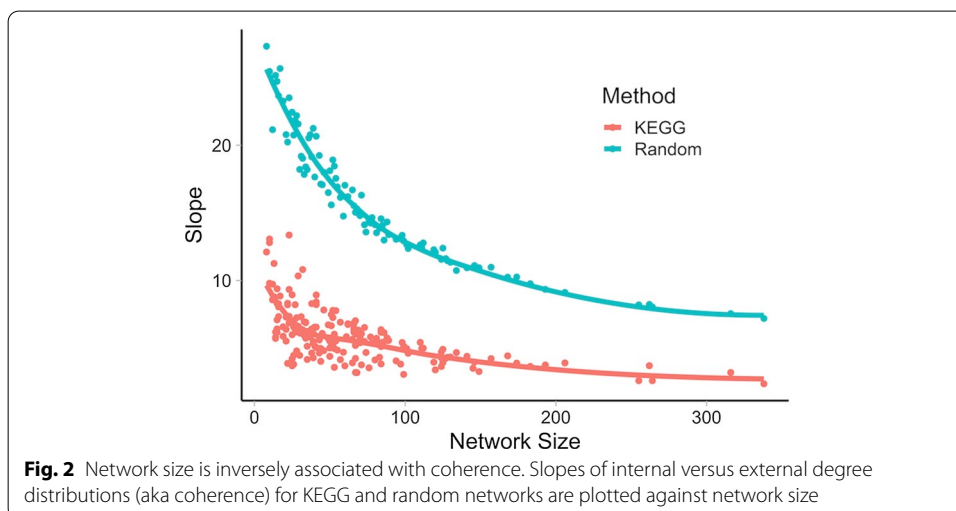 Method
KEGG
Random
20
10
Slope
0
100
200
300
Network Size
Fig. 2 Network size is inversely associated with coherence. Slopes of internal versus external degree
distributions (aka coherence) for KEGG and random networks are plotted against network size